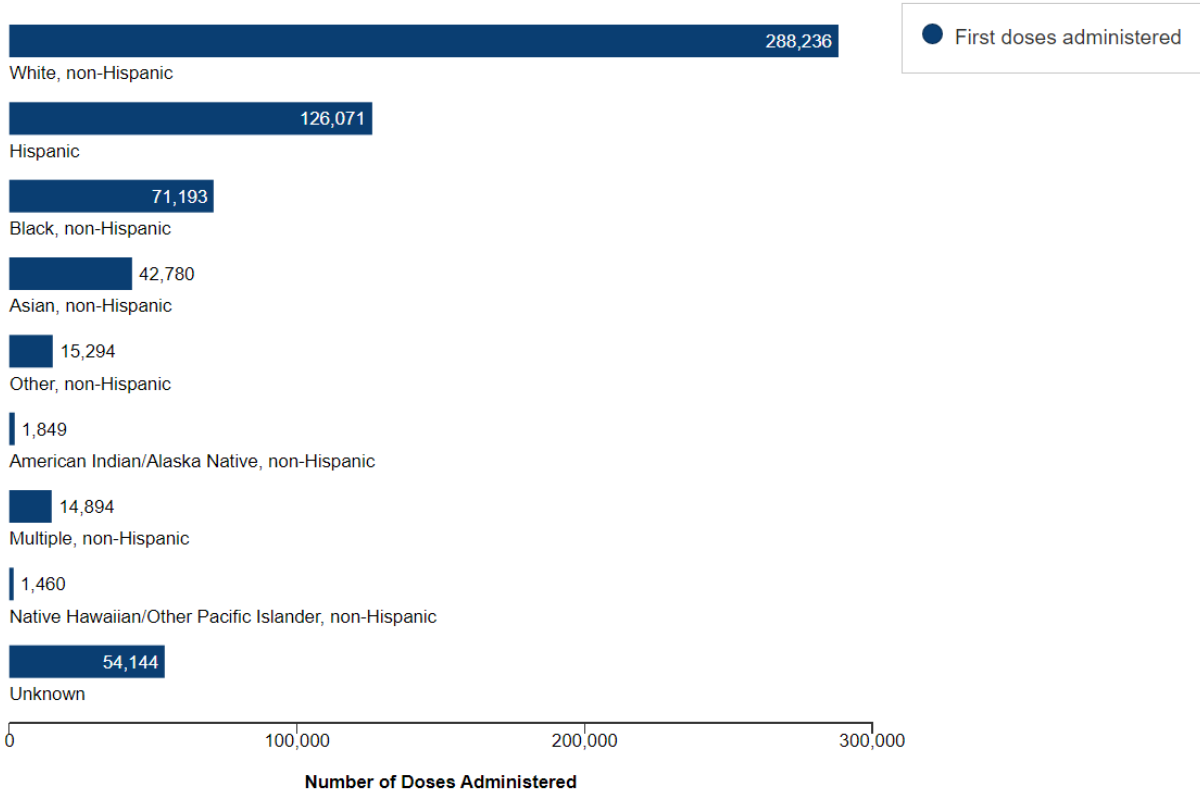 First doses administered
288,236
White, non-Hispanic
126,071
Hispanic
71,193
Black, non-Hispanic
42,780
Asian, non-Hispanic
15,294
Other, non-Hispanic
1,849
American Indian/Alaska Native, non-Hispanic
14,894
Multiple, non-Hispanic
1,460
Native Hawaiian/Other Pacific Islander, non-Hispanic
54,144
Unknown
0 100,000 200,000 300,000
Number of Doses Administered